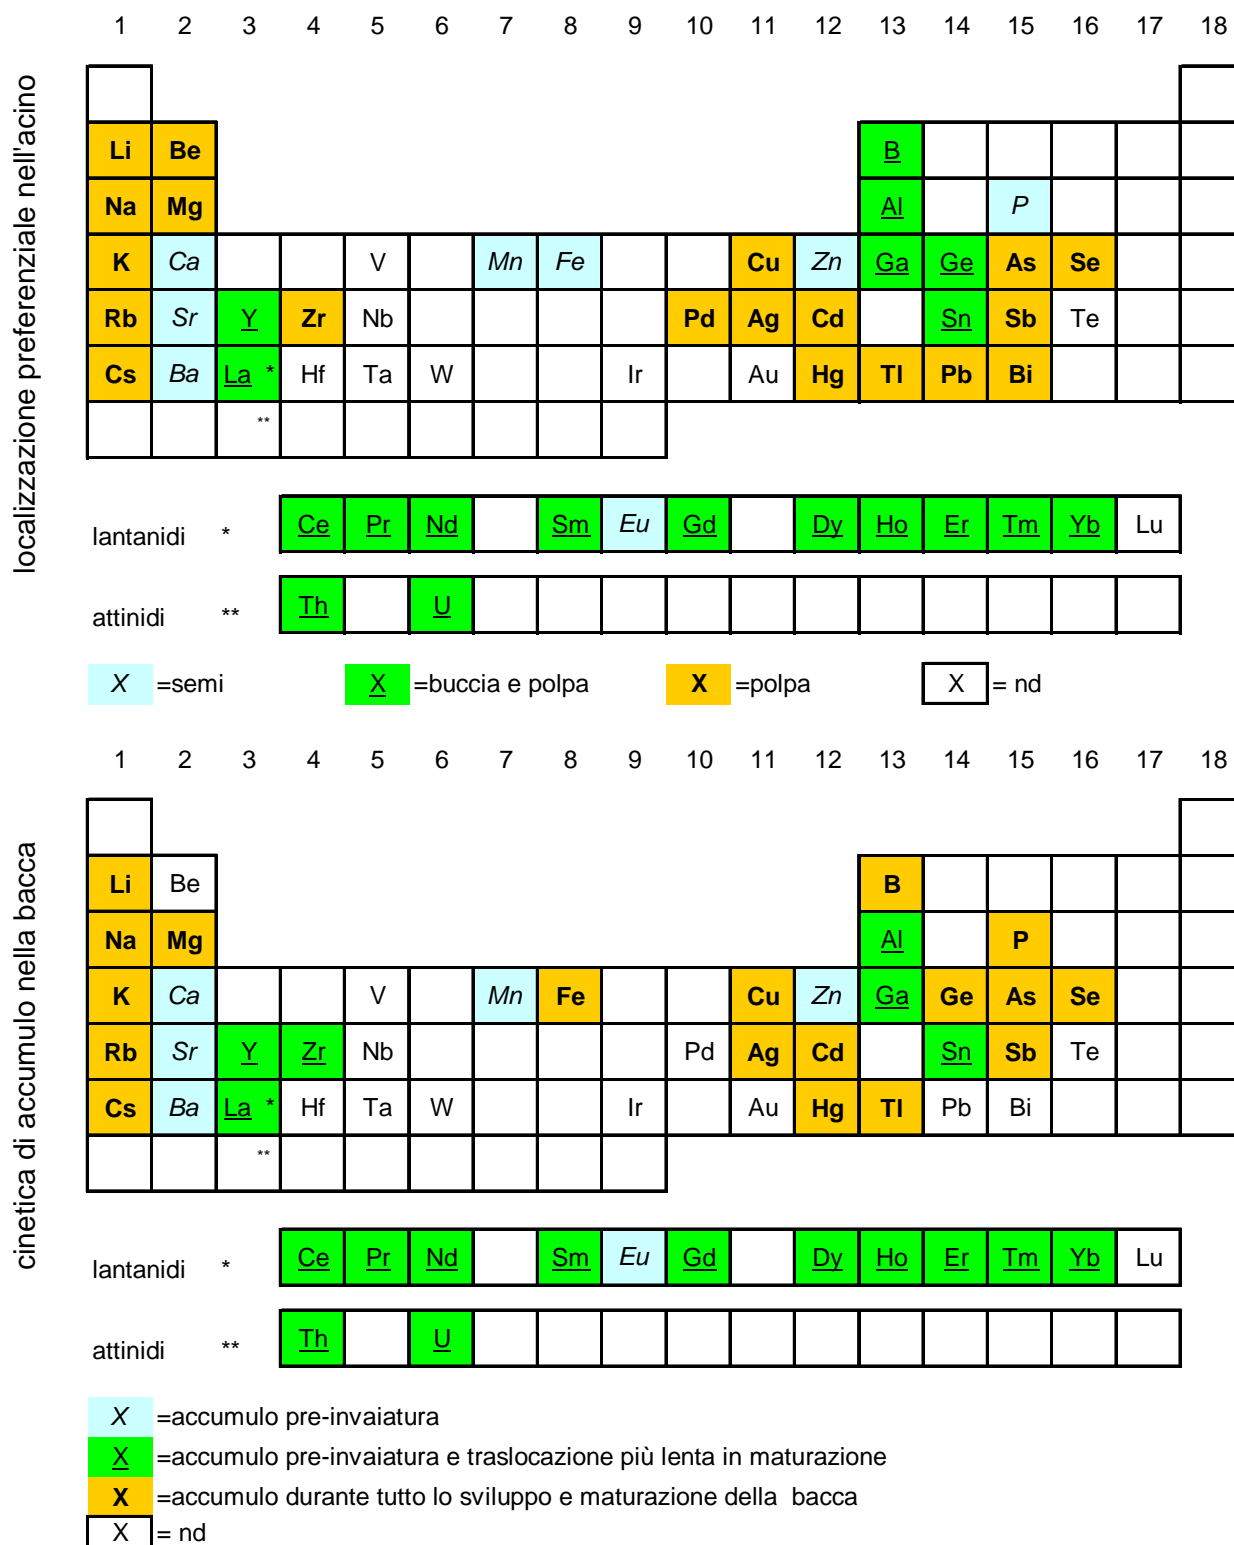 1 2 3 4 5 6 7 8 9 10 11 12 13 14 15 16 17 18
localizzazione preferenziale nell'acino
Li Be B
Na Mg Al P
K Ca V Mn Fe Cu Zn Ga Ge As Se
Rb Sr Y Zr Nb Pd Ag Cd Sn Sb Te
Cs Ba La * Hf Ta W Ir Au Hg Tl Pb Bi
**
lantanidi * Ce Pr Nd Sm Eu Gd Dy Ho Er Tm Yb Lu
attinidi ** Th U
X =semi X =buccia e polpa X =polpa X = nd
1 2 3 4 5 6 7 8 9 10 11 12 13 14 15 16 17 18
cinetica di accumulo nella bacca
Li Be B
Na Mg Al P
K Ca V Mn Fe Cu Zn Ga Ge As Se
Rb Sr Y Zr Nb Pd Ag Cd Sn Sb Te
Cs Ba La * Hf Ta W Ir Au Hg Tl Pb Bi
**
lantanidi * Ce Pr Nd Sm Eu Gd Dy Ho Er Tm Yb Lu
attinidi ** Th U
X =accumulo pre-invaiatura
X =accumulo pre-invaiatura e traslocazione più lenta in maturazione
X =accumulo durante tutto lo sviluppo e maturazione della bacca
X = nd